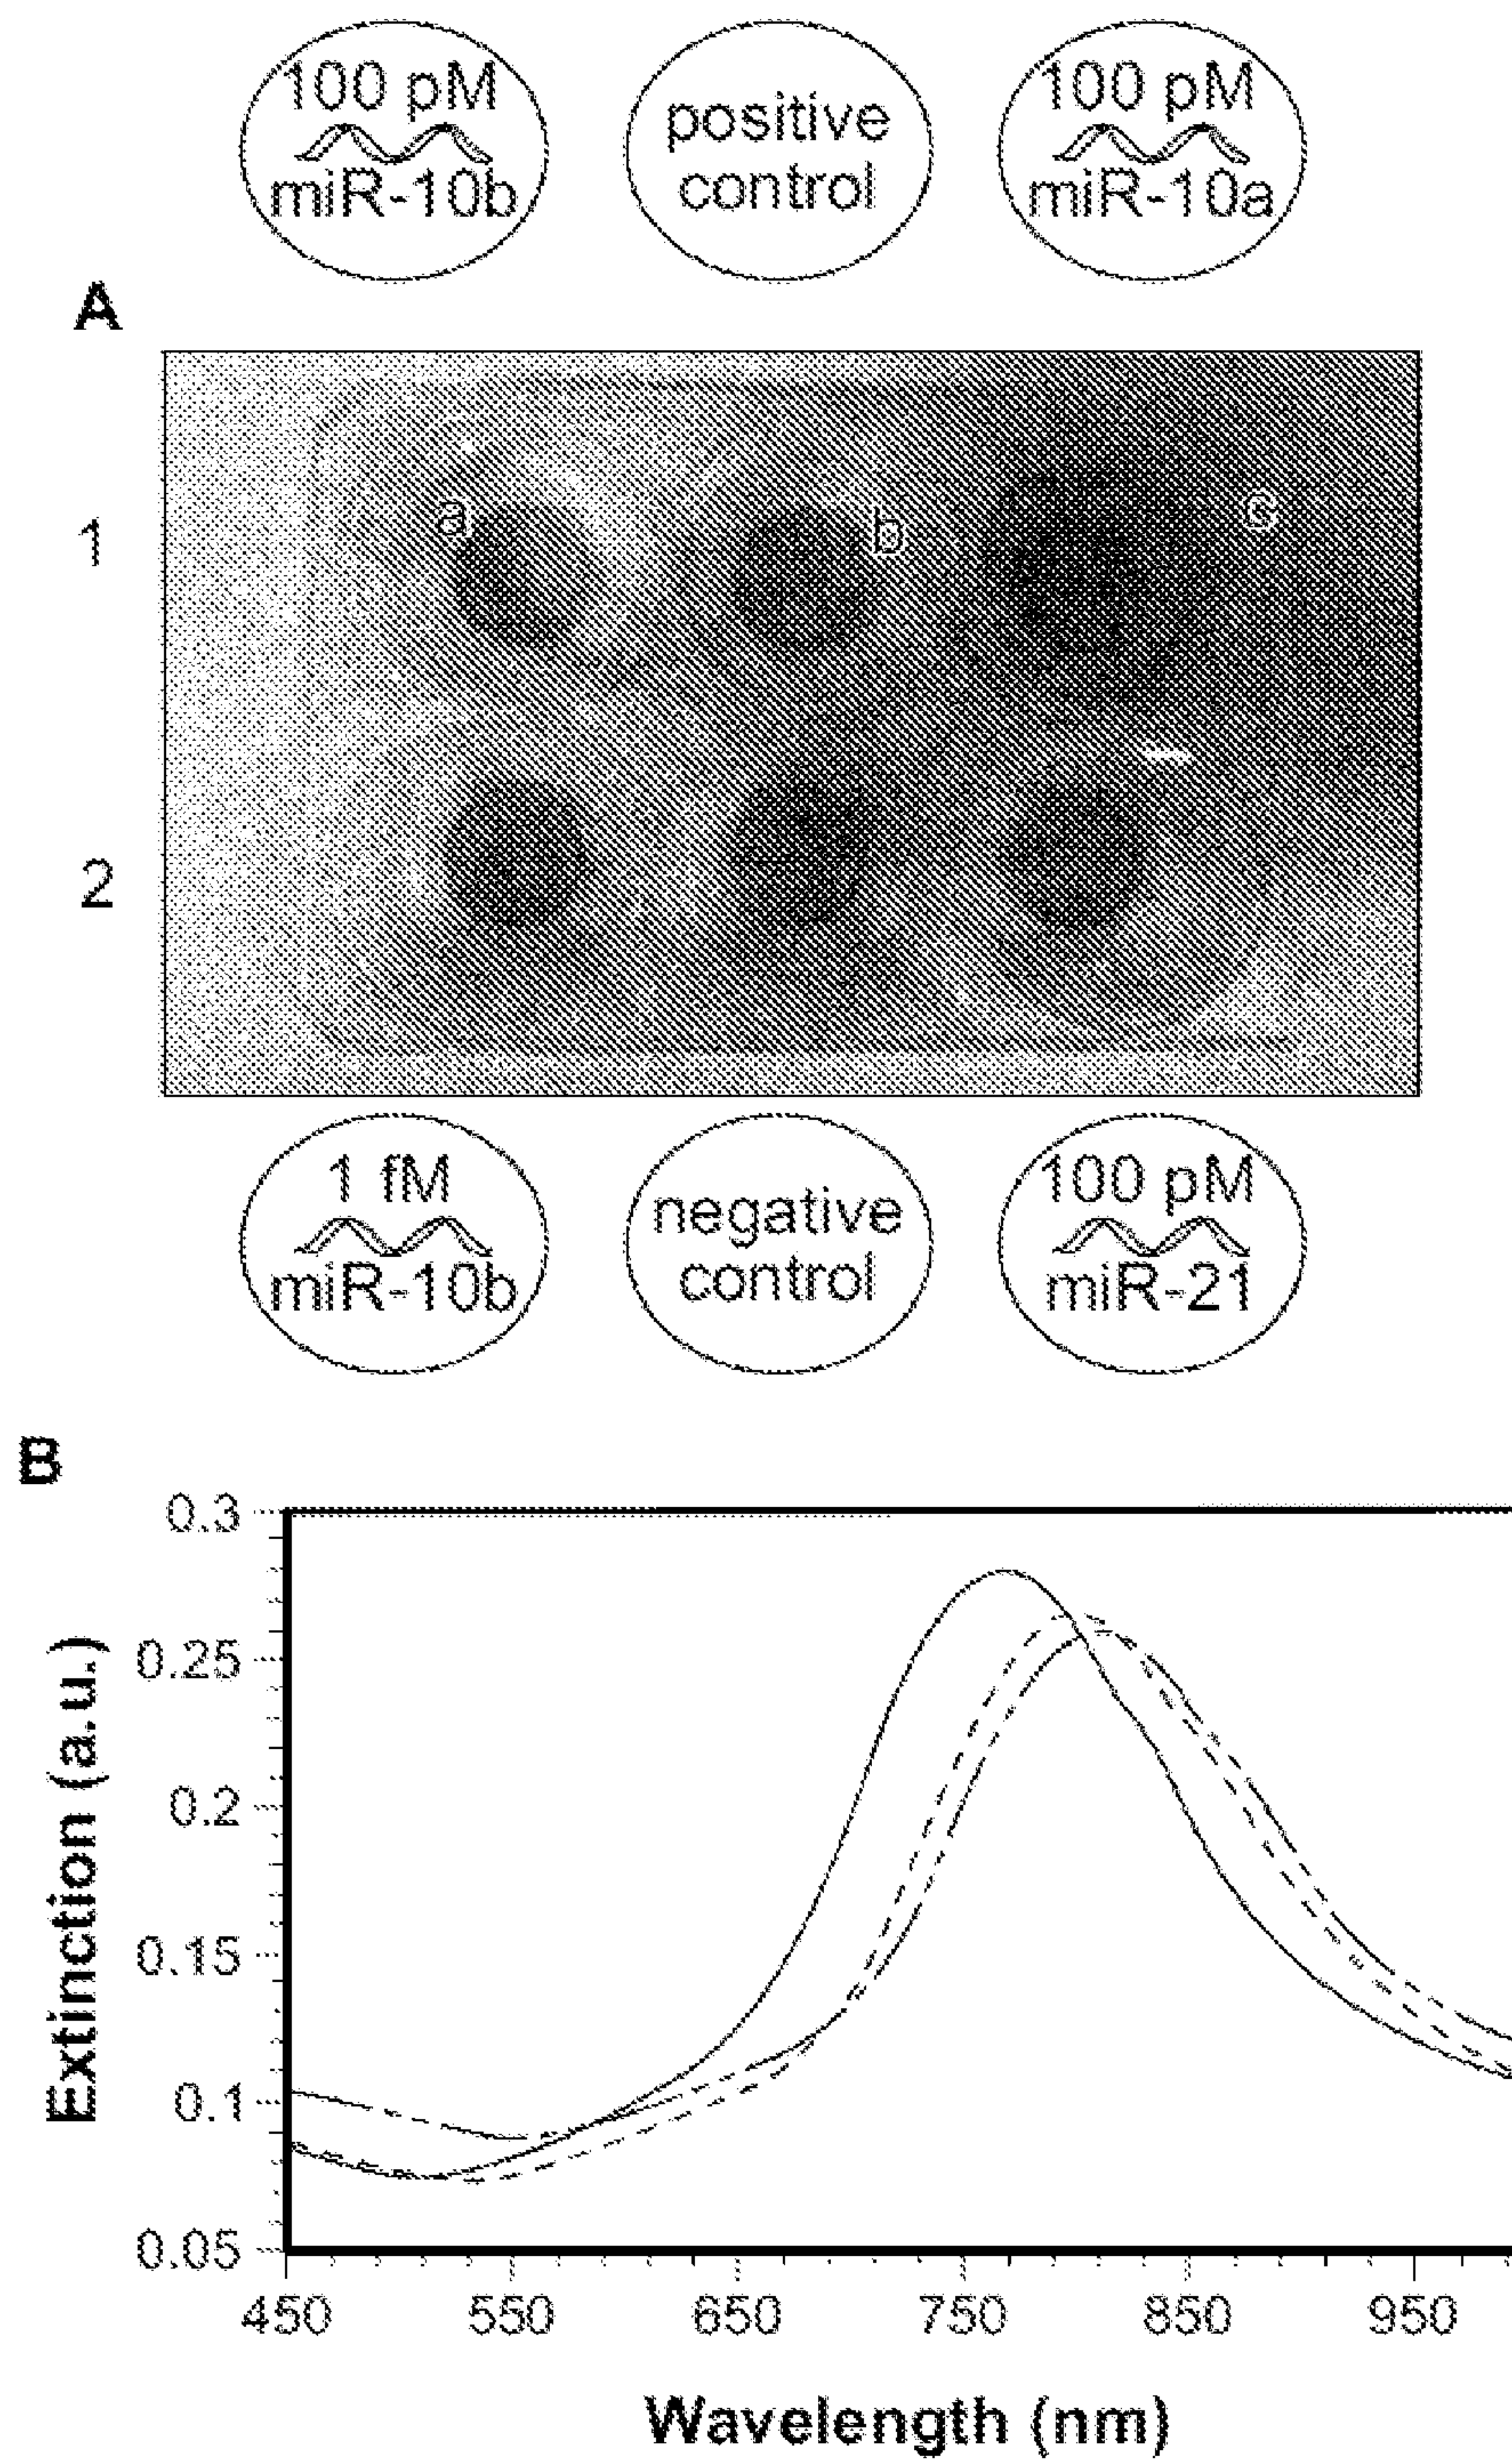 100 pM
miR-10b
positive
control
100 pM
miR-10a
A
a
b
c
1
2
1 fM
miR-10b
negative
control
100 pM
miR-21
B
0.3
0.25
0.2
0.15
0.1
0.05
Extinction (a.u.)
450
550
650
750
850
950
Wavelength (nm)